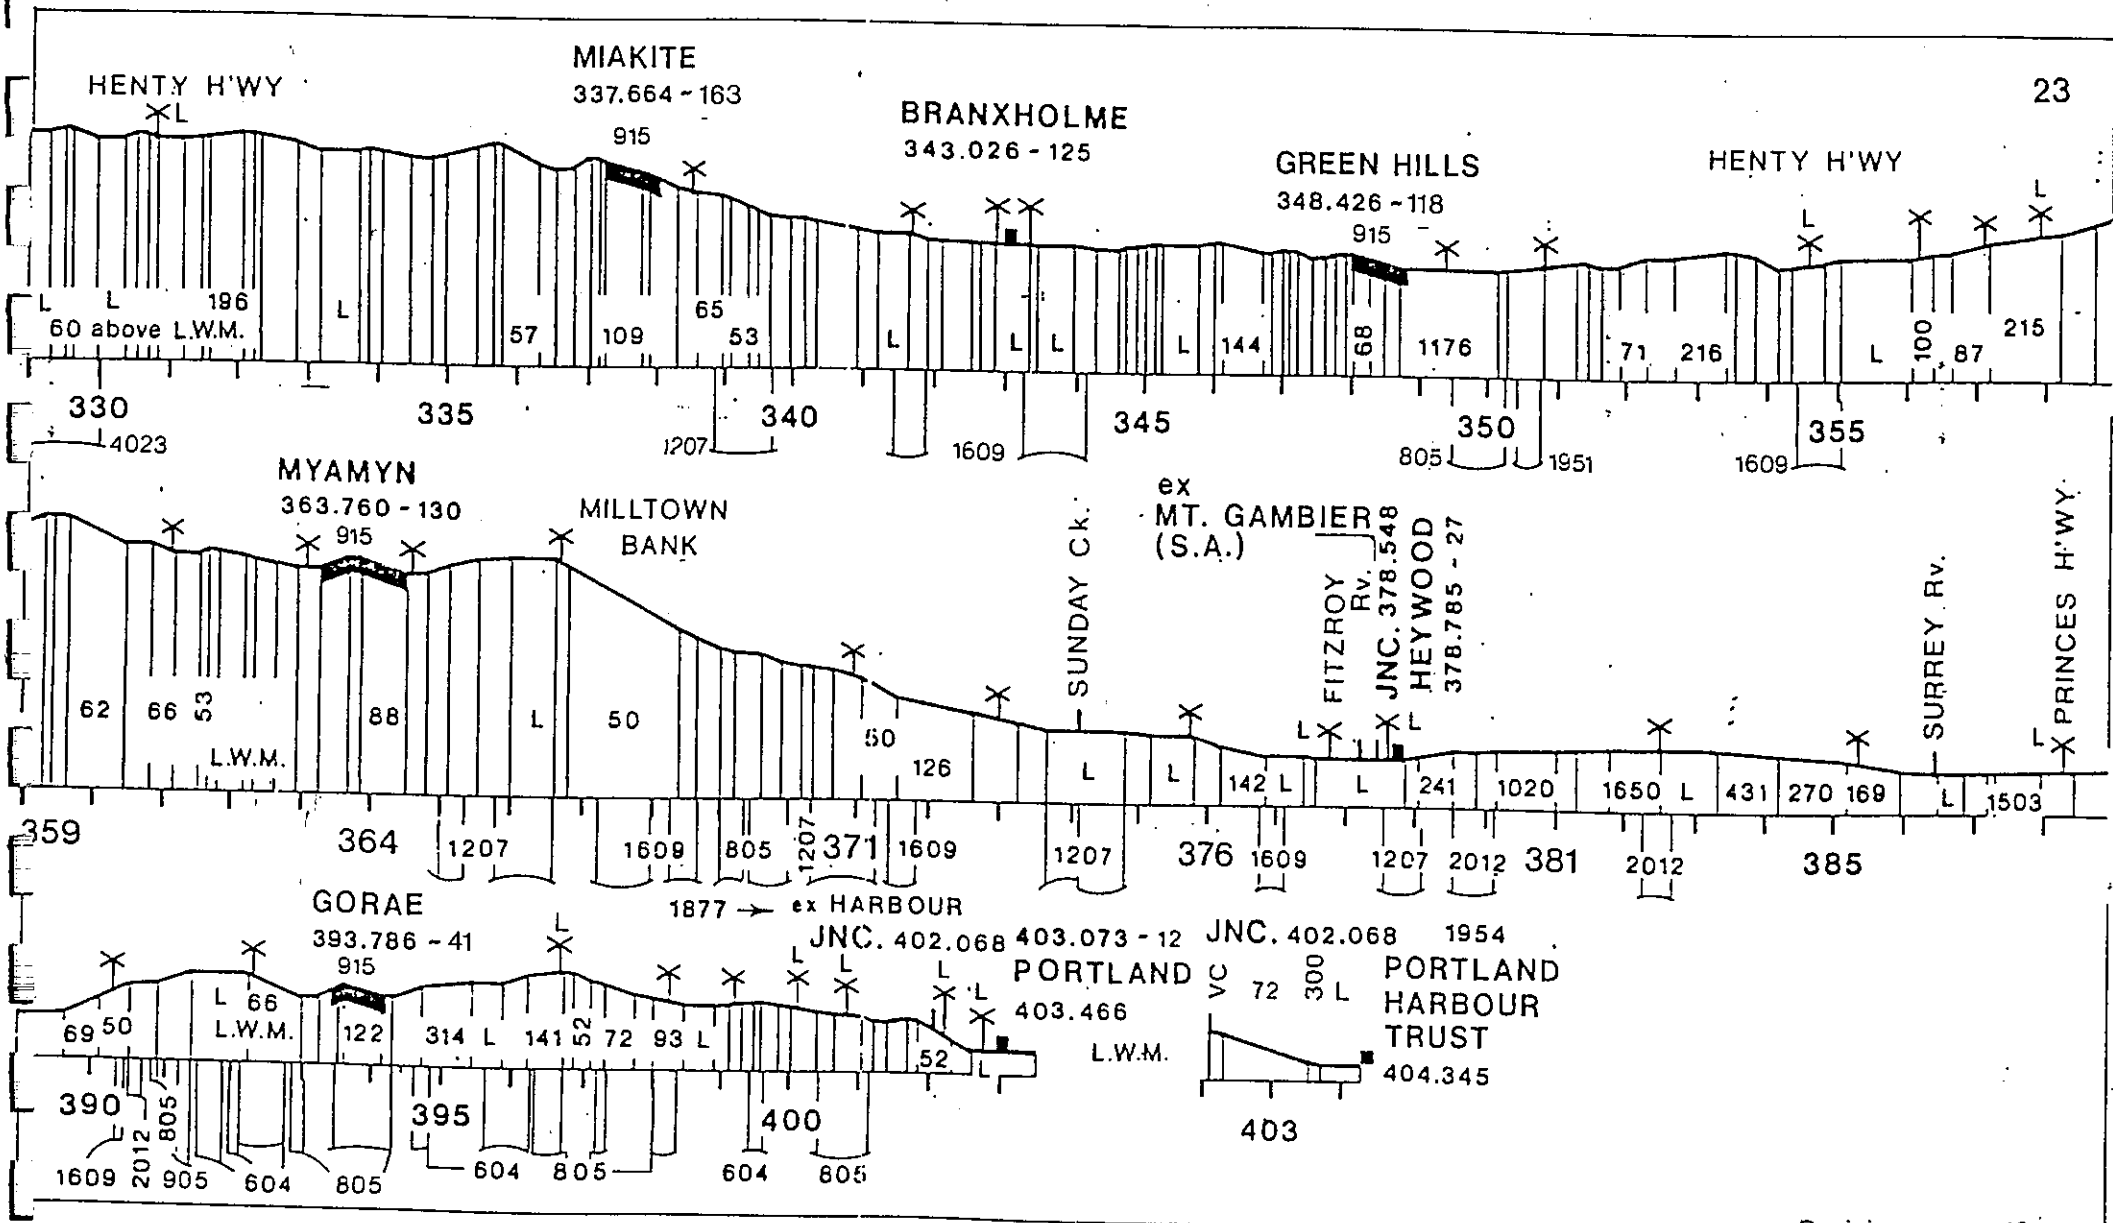 23
HENTY H'WY
L
MIAKITE
337.664 - 163
915
BRANXHOLME
343.026 - 125
GREEN HILLS
348.426 - 118
915
HENTY H'WY
L
L
L L 196 L 57 109 65 53 L L L L 144 68 1176 71 216 L 100 87 215
60 above L.W.M.
330 335 340 345 350 355
4023 1207 1609 805 1951 1609
MYAMYN
363.760 - 130
915
MILLTOWN
BANK
SUNDAY Ck.
ex
MT. GAMBIER
(S.A.)
FITZROY
Rv.
JNC. 378.548
HEYWOOD
378.785 - 27
SURREY Rv.
PRINCES H'WY.
L L L
62 66 53 88 L 50 50 126 L L 142 L L 241 1020 1650 L 431 270 169 L 1503
L.W.M.
359 364 371 376 381 385
1207 1609 805 1207 1609 1207 1609 1207 2012 2012
1877 → ex HARBOUR
GORAE
393.786 - 41
915
L
JNC. 402.068
403.073 - 12
PORTLAND
403.466
L L L L
JNC. 402.068 1954
VC 72 300 L
PORTLAND
HARBOUR
TRUST
404.345
69 50 L 66 122 314 L 141 52 72 93 L 52 L
L.W.M.
L.W.M.
390 395 400 403
1609 2012 805 905 604 805 604 805 604 805